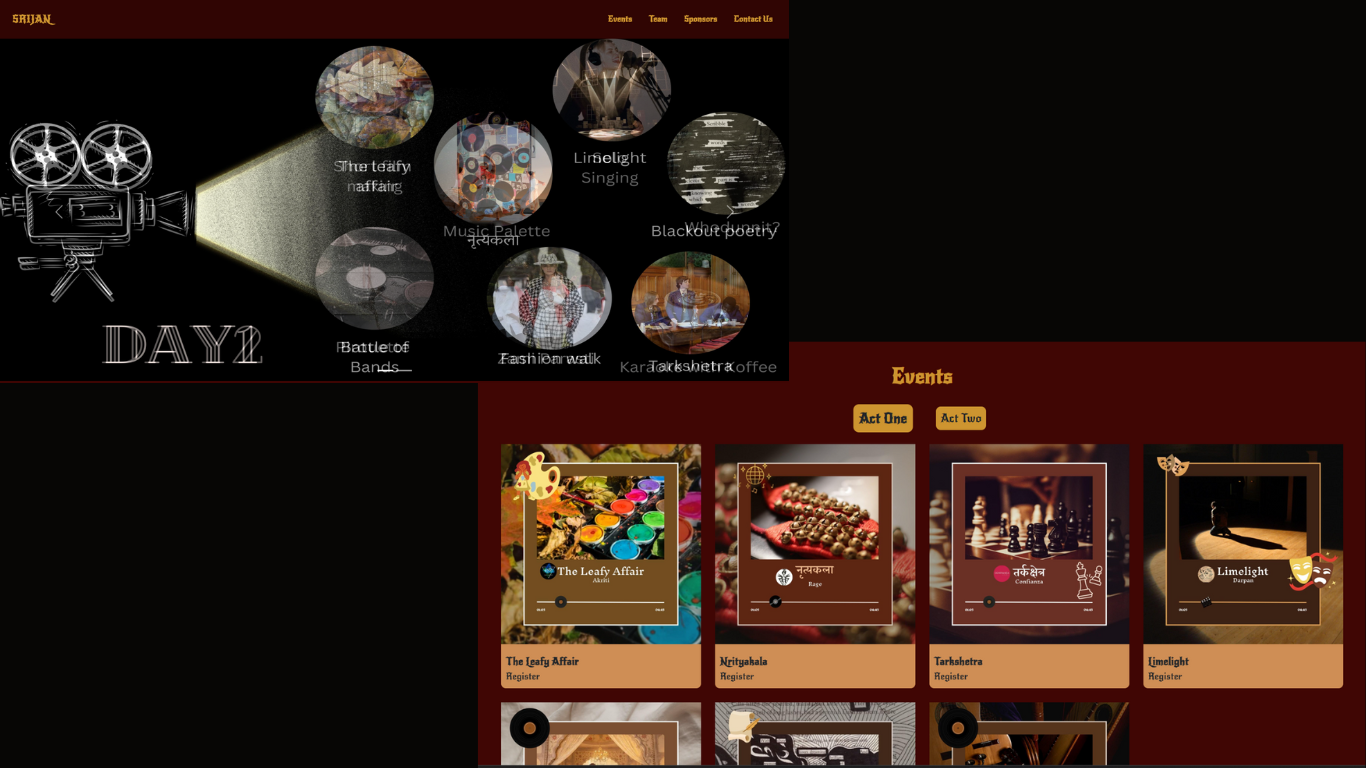 SRIJAN
Events
Team
Sponsors
Contact Us
The leafy
affair
Limelight
Singing
Music Palette
नृत्यकला
Blackout poetry
Whodunnit?
Battle of
Bands
Fashion walk
Tarkshetra
Karaoke with Koffee
DAY2
Events
Act One
Act Two
The Leafy Affair
Akriti
नृत्यकला
Rage
तर्कक्षेत्र
Confianza
Limelight
Darpan
The Leafy Affair
Register
Nrityakala
Register
Tarkshetra
Register
Limelight
Register